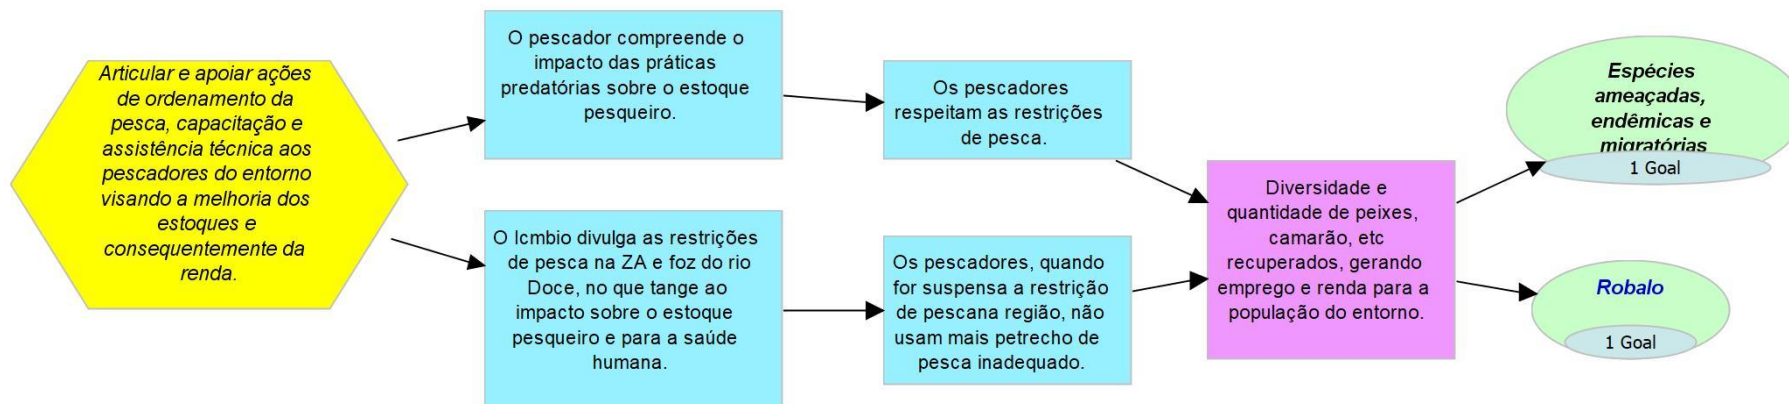 Articular e apoiar ações
de ordenamento da
pesca, capacitação e
assistência técnica aos
pescadores do entorno
visando a melhoria dos
estoques e
consequentemente da
renda.
O pescador compreende o
impacto das práticas
predatórias sobre o estoque
pesqueiro.
O Icmbio divulga as restrições
de pesca na ZA e foz do rio
Doce, no que tange ao
impacto sobre o estoque
pesqueiro e para a saúde
humana.
Os pescadores
respeitam as restrições
de pesca.
Os pescadores, quando
for suspensa a restrição
de pescana região, não
usam mais petrecho de
pesca inadequado.
Diversidade e
quantidade de peixes,
camarão, etc
recuperados, gerando
emprego e renda para a
população do entorno.
Espécies
ameaçadas,
endêmicas e
migratórias
1 Goal
Robalo
1 Goal